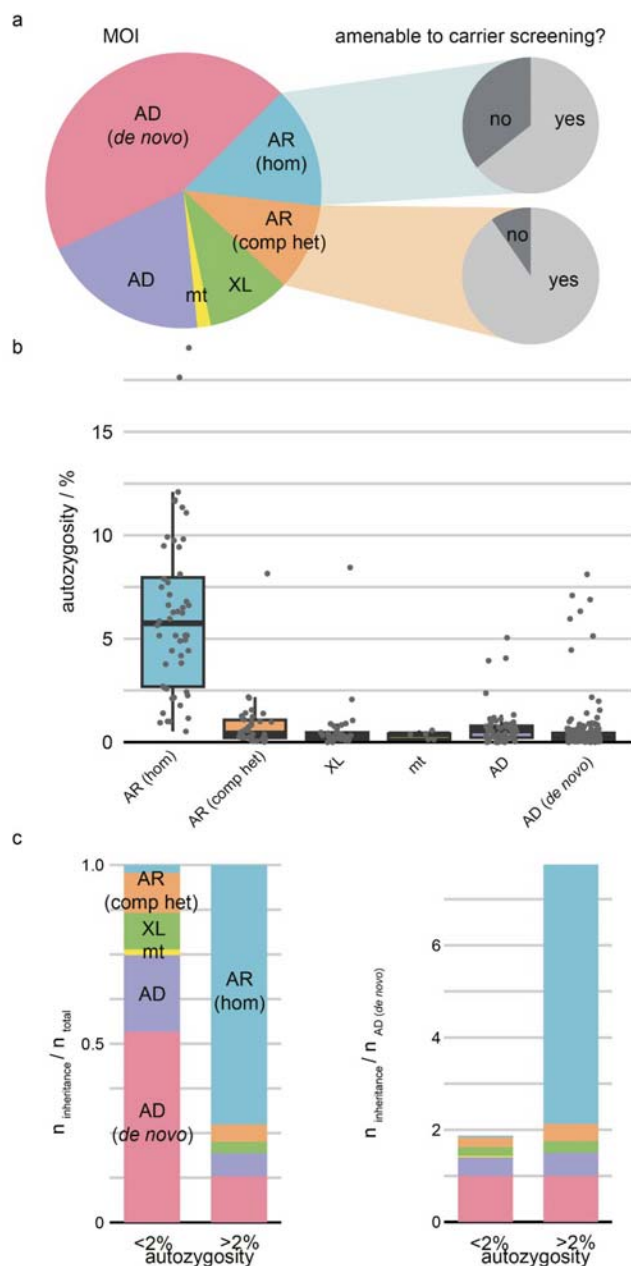 a
MOI
amenable to carrier screening?
AD
(de novo)
AR
(hom)
AR
(comp het)
XL
mt
AD
no
yes
no
yes
b
autozygosity / %
15
10
5
0
AR (hom)
AR (comp het)
XL
mt
AD
AD (de novo)
c
n inheritance / n total
1.0
0.5
0
AR
(comp het)
XL
mt
AD
AD
(de novo)
AR
(hom)
<2%
>2%
autozygosity
n inheritance / n AD (de novo)
6
4
2
0
<2%
>2%
autozygosity